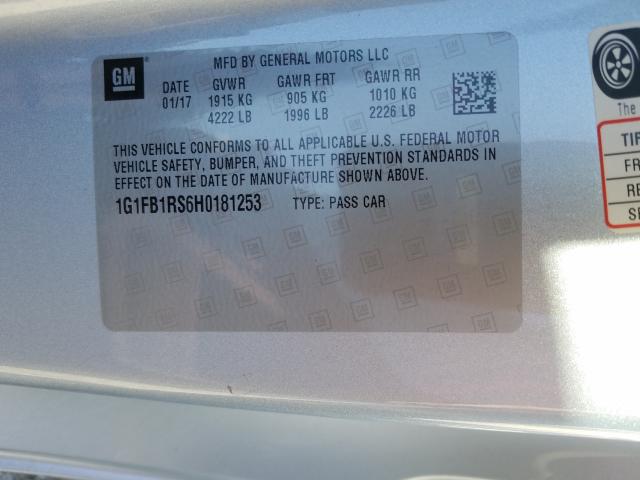 GM
MFD BY GENERAL MOTORS LLC
DATE GVWR GAWR FRT GAWR RR
01/17 1915 KG 905 KG 1010 KG
4222 LB 1996 LB 2226 LB
THIS VEHICLE CONFORMS TO ALL APPLICABLE U.S. FEDERAL MOTOR
VEHICLE SAFETY, BUMPER, AND THEFT PREVENTION STANDARDS IN
EFFECT ON THE DATE OF MANUFACTURE SHOWN ABOVE.
1G1FB1RS6H0181253 TYPE: PASS CAR
The